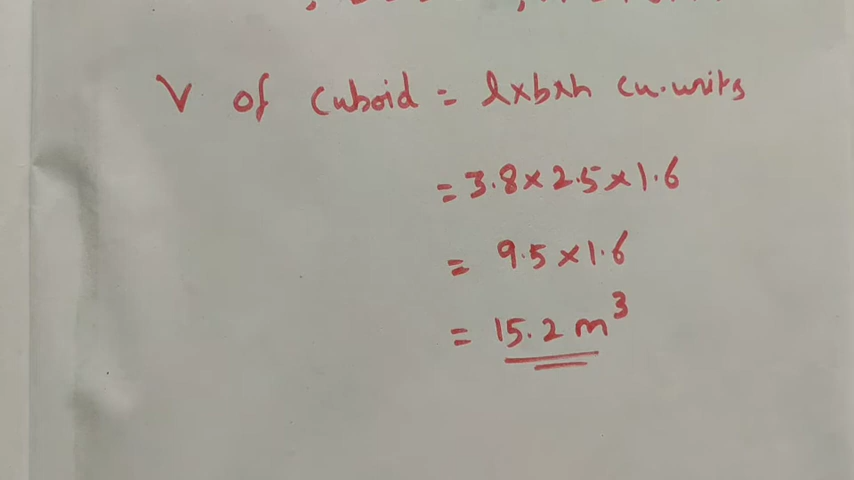 V of cuboid = l×b×h cu.units
= 3.8×2.5×1.6
= 9.5×1.6
= 15.2 m³